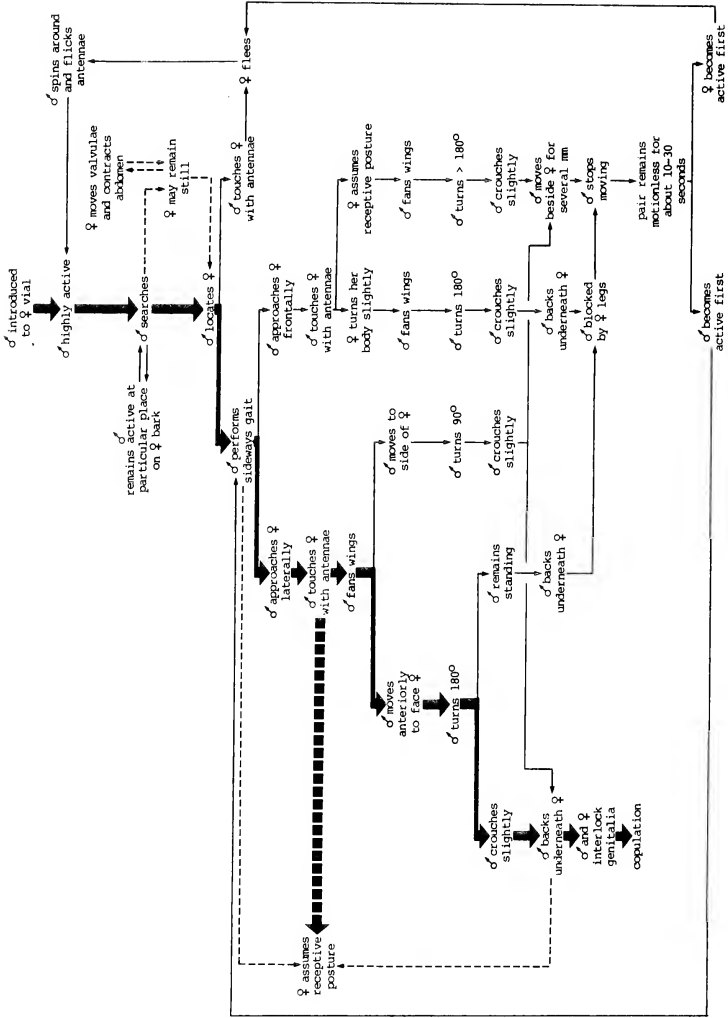 ♂ introduced
to ♀ vial
♂ highly active
♂ spins around
and flicks
antennae
♂ searches
♂
remains active at
particular place
on ♀ bark
♀ moves valvulae
and contracts
abdomen
♀ may remain
still
♂ locates ♀
♂ performs
sideways gait
♂ touches ♀
with antennae
♀ flees
♂ approaches ♀
laterally
♂ touches ♀
with antennae
♂ fans wings
♀ assumes
receptive
posture
♂ moves
anteriorly
to face ♀
♂ turns 180°
♂ crouches
slightly
♂ backs
underneath ♀
♂ and ♀
interlock
genitalia
copulation
♂ remains
standing
♂ backs
underneath ♀
♂ moves to
side of ♀
♂ turns 90°
♂ crouches
slightly
♂ approaches ♀
frontally
♂ touches ♀
with antennae
♀ turns her
body slightly
♂ fans wings
♂ turns 180°
♂ crouches
slightly
♂ backs
underneath ♀
♂ blocked
by ♀ legs
♀ assumes
receptive posture
♂ fans wings
♂ turns > 180°
♂ crouches
slightly
♂ moves
beside ♀ for
several mm
♂ stops
moving
pair remains
motionless for
about 10-30
seconds
♂ becomes
active first
♀ becomes
active first